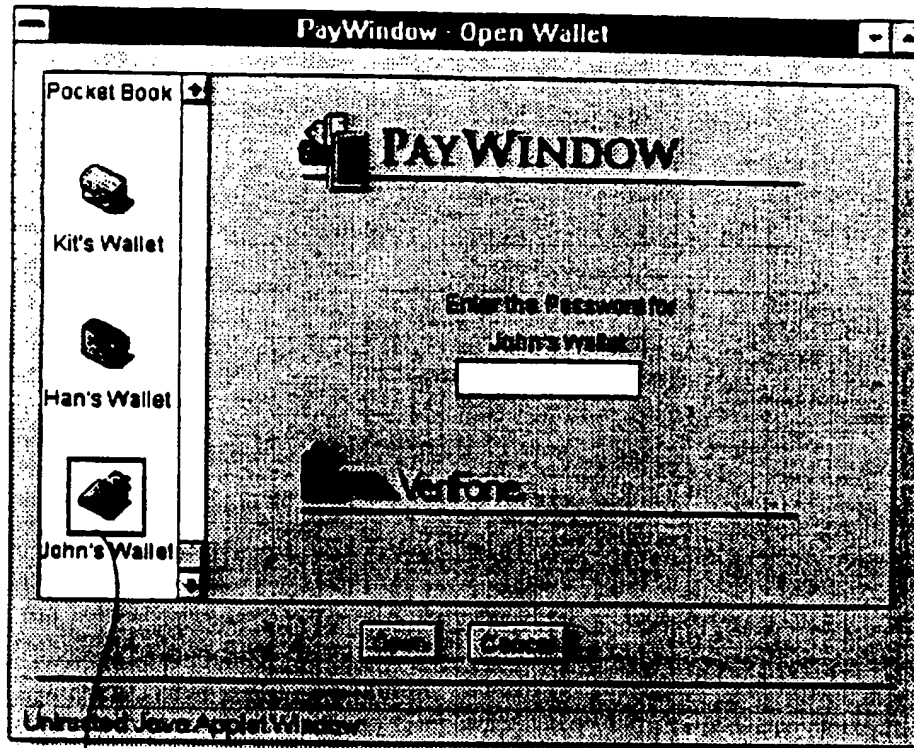 PayWindow - Open Wallet
Pocket Book
Kit's Wallet
Han's Wallet
John's Wallet
PAYWINDOW
Enter the Password for
John's Wallet
VeriFone
Open
Cancel
Untrusted Java Applet Window